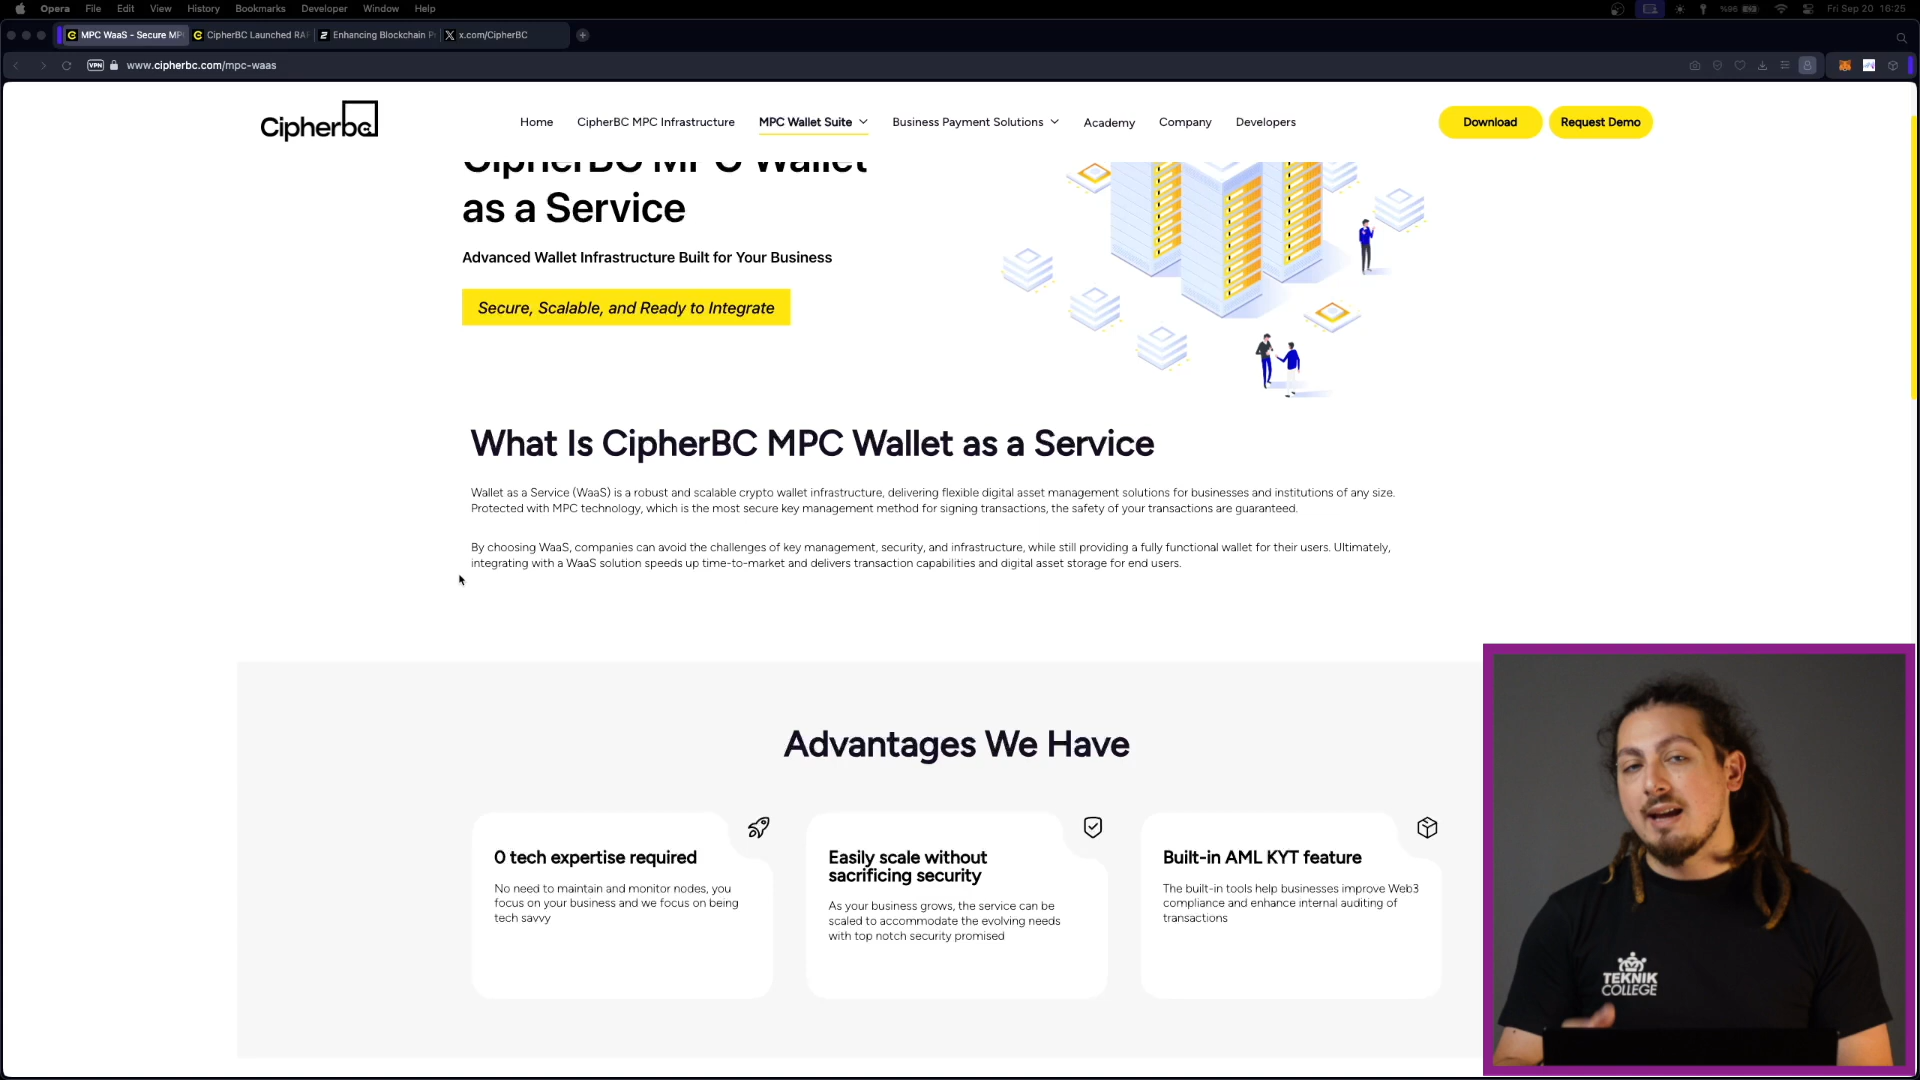 Opera File Edit View History Bookmarks Developer Window Help
Fri Sep 20 16:25
MPC WaaS - Secure MP
CipherBC Launched RA
Enhancing Blockchain P
x.com/CipherBC
VPN
www.cipherbc.com/mpc-waas
Cipherbc
Home CipherBC MPC Infrastructure MPC Wallet Suite Business Payment Solutions Academy Company Developers
Download Request Demo
CipherBC MPC Wallet
as a Service
Advanced Wallet Infrastructure Built for Your Business
Secure, Scalable, and Ready to Integrate
What Is CipherBC MPC Wallet as a Service
Wallet as a Service (WaaS) is a robust and scalable crypto wallet infrastructure, delivering flexible digital asset management solutions for businesses and institutions of any size.
Protected with MPC technology, which is the most secure key management method for signing transactions, the safety of your transactions are guaranteed.
By choosing WaaS, companies can avoid the challenges of key management, security, and infrastructure, while still providing a fully functional wallet for their users. Ultimately,
integrating with a WaaS solution speeds up time-to-market and delivers transaction capabilities and digital asset storage for end users.
Advantages We Have
0 tech expertise required
No need to maintain and monitor nodes, you
focus on your business and we focus on being
tech savvy
Easily scale without
sacrificing security
As your business grows, the service can be
scaled to accommodate the evolving needs
with top notch security promised
Built-in AML KYT feature
The built-in tools help businesses improve Web3
compliance and enhance internal auditing of
transactions
TEKNIK
COLLEGE